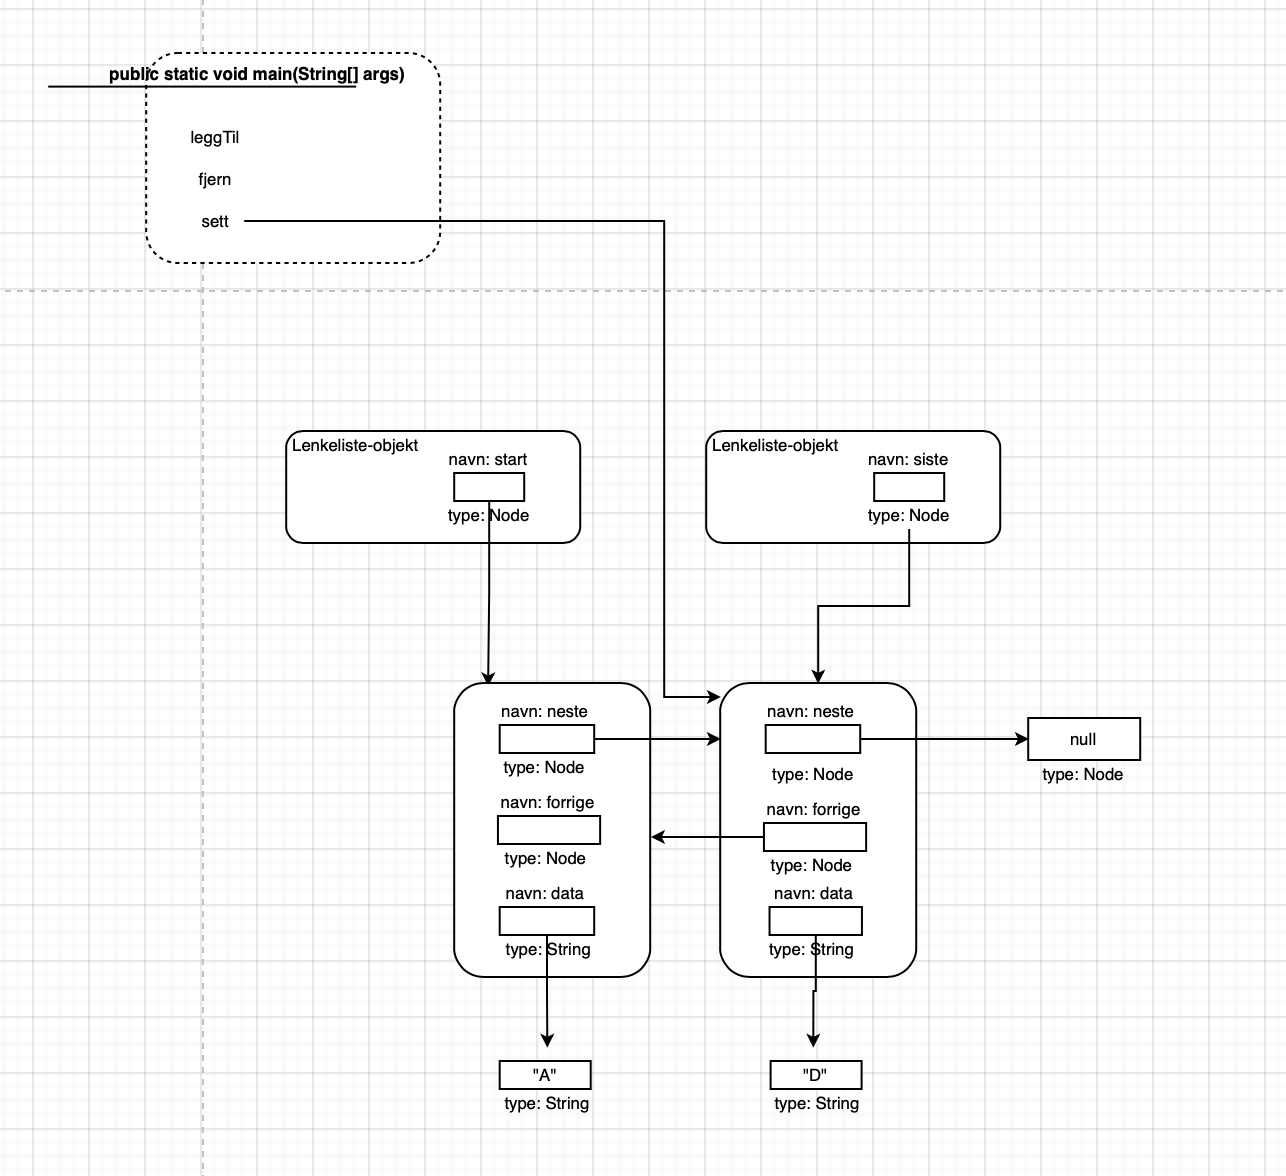 public static void main(String[] args)
leggTil
fjern
sett
Lenkeliste-objekt
navn: start
type: Node
Lenkeliste-objekt
navn: siste
type: Node
navn: neste
type: Node
navn: forrige
type: Node
navn: data
type: String
navn: neste
type: Node
navn: forrige
type: Node
navn: data
type: String
null
type: Node
"A"
type: String
"D"
type: String